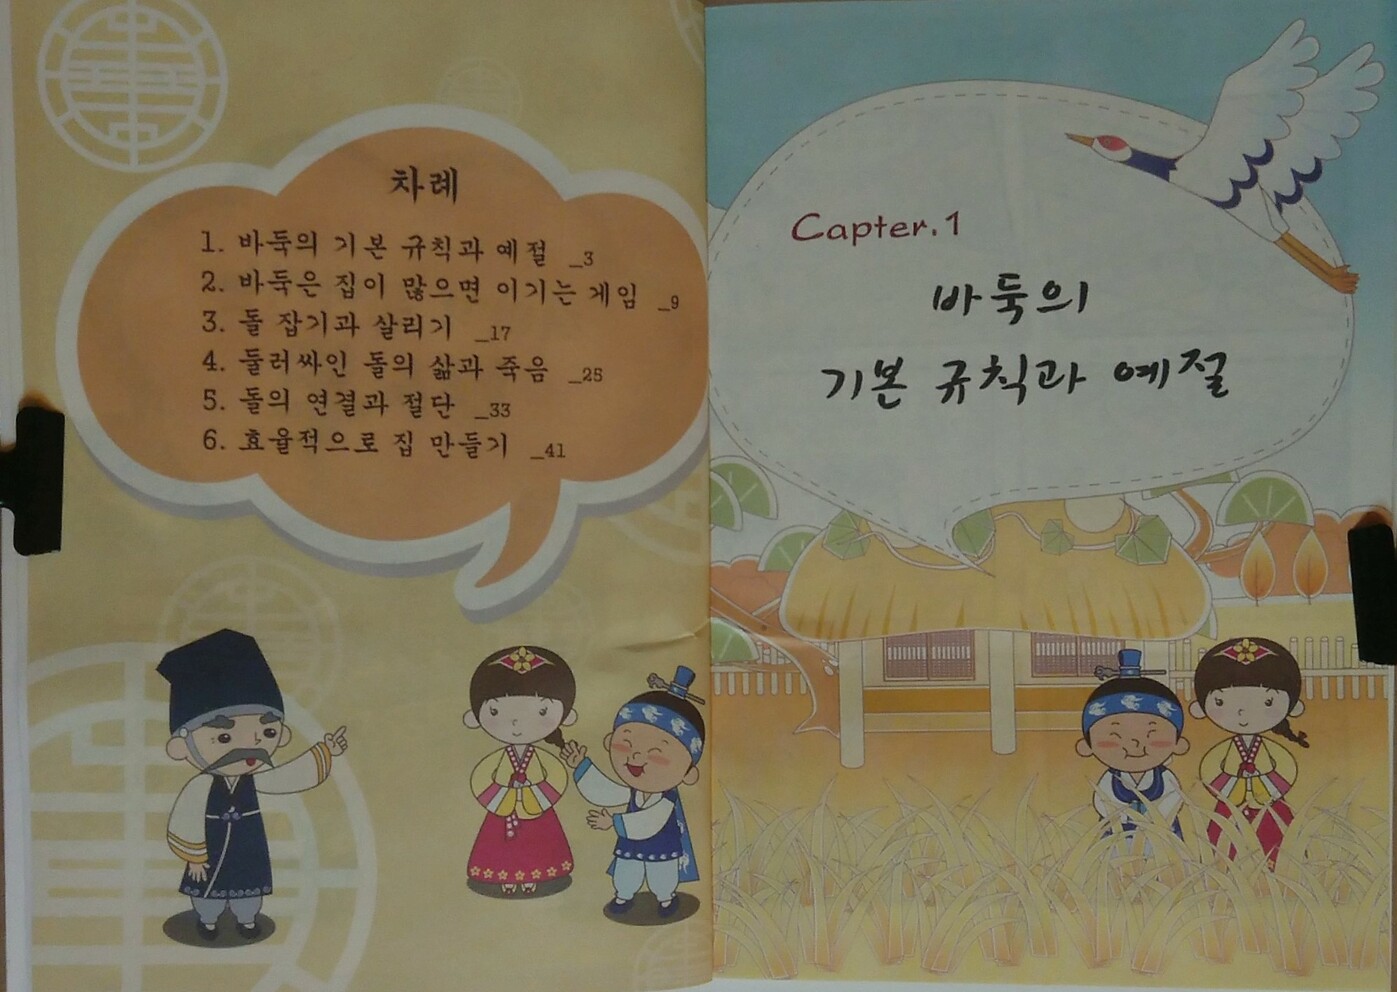 차례
1. 바둑의 기본 규칙과 예절 _3
2. 바둑은 집이 많으면 이기는 게임 _9
3. 돌 잡기과 살리기 _17
4. 둘러싸인 돌의 삶과 죽음 _25
5. 돌의 연결과 절단 _33
6. 효율적으로 집 만들기 _41
Capter.1
바둑의
기본 규칙과 예절